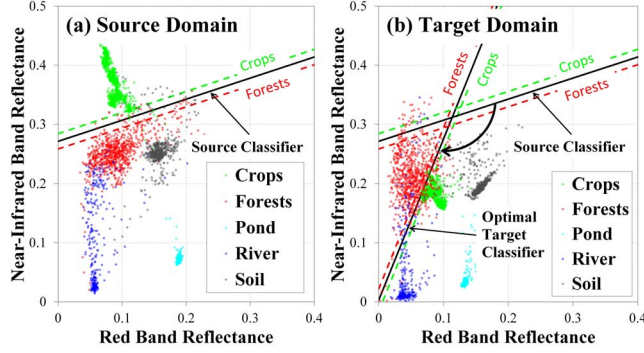 (a) Source Domain
Near-Infrared Band Reflectance
0.5
0.4
0.3
0.2
0.1
0
Crops
Forests
Source Classifier
Crops
Forests
Pond
River
Soil
0
0.1
0.2
0.3
0.4
Red Band Reflectance
(b) Target Domain
Near-Infrared Band Reflectance
0.5
0.4
0.3
0.2
0.1
0
Forests
Crops
Crops
Forests
Source Classifier
Optimal
Target
Classifier
Crops
Forests
Pond
River
Soil
0
0.1
0.2
0.3
0.4
Red Band Reflectance